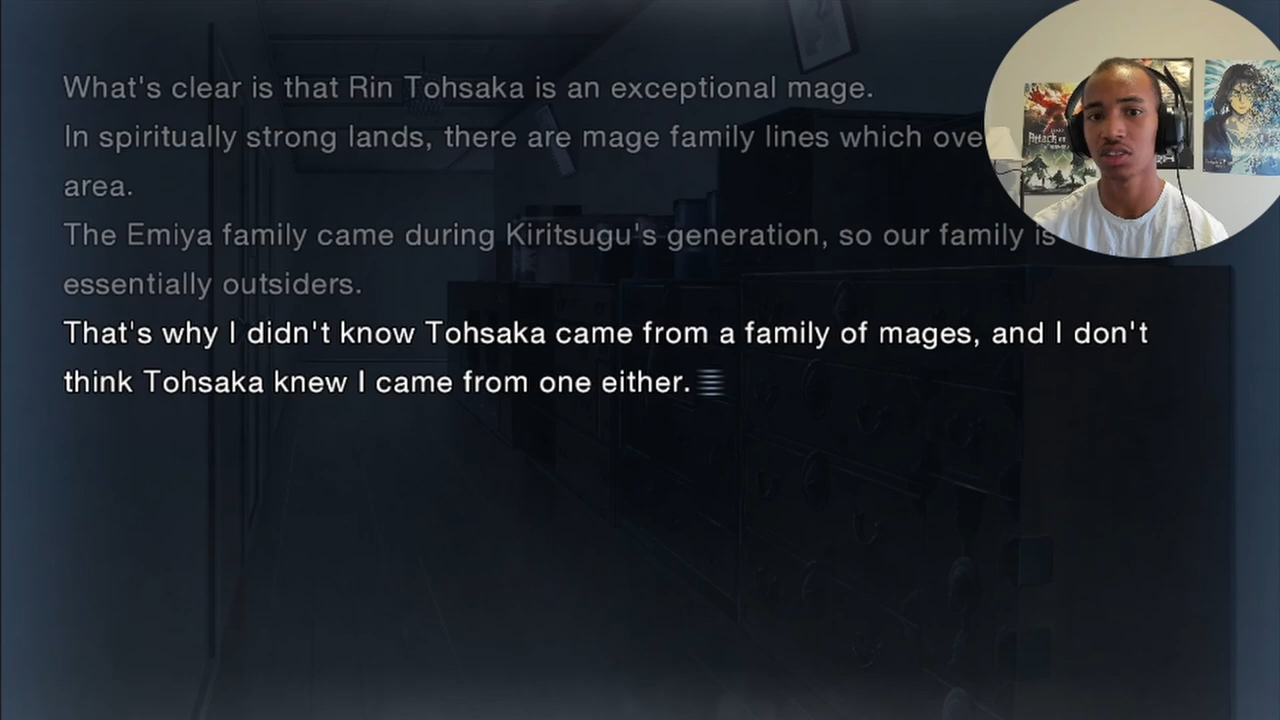 What's clear is that Rin Tohsaka is an exceptional mage.
In spiritually strong lands, there are mage family lines which ove
area.
The Emiya family came during Kiritsugu's generation, so our family is
essentially outsiders.
That's why I didn't know Tohsaka came from a family of mages, and I don't
think Tohsaka knew I came from one either.
Attack